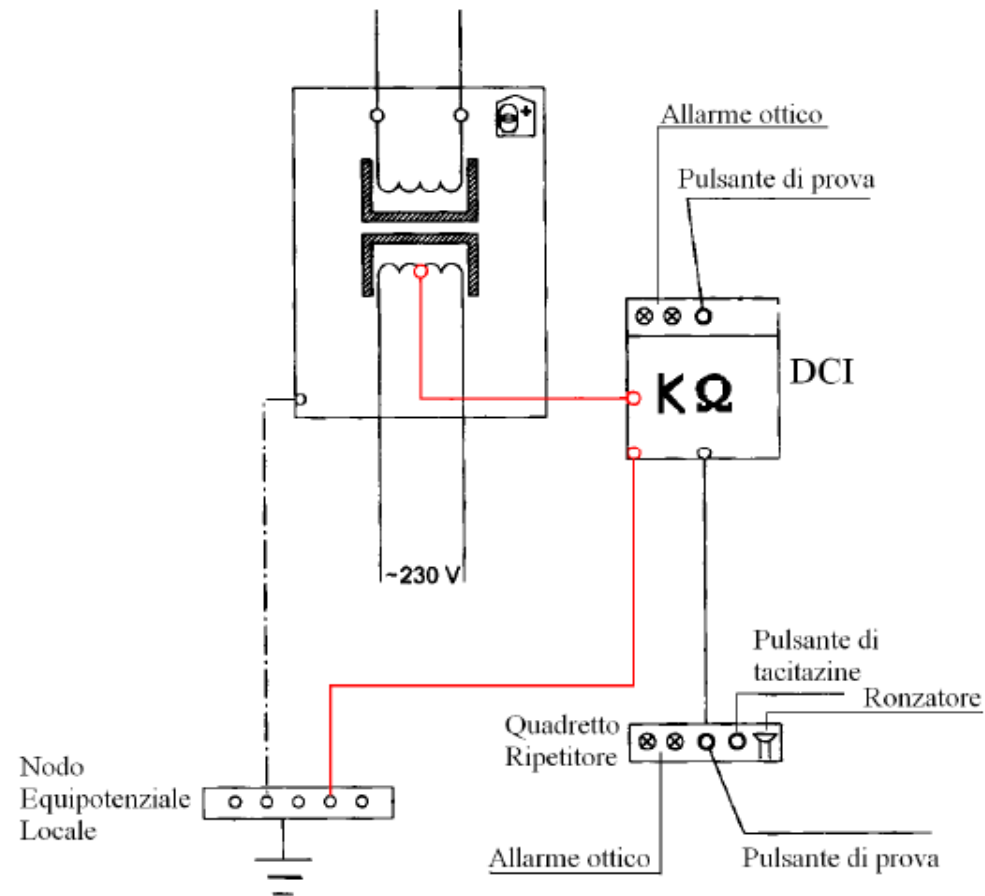 Allarme ottico
Pulsante di prova
DCI
KΩ
~230 V
Pulsante di
tacitazine
Ronzatore
Quadretto
Ripetitore
Nodo
Equipotenziale
Locale
Allarme ottico
Pulsante di prova